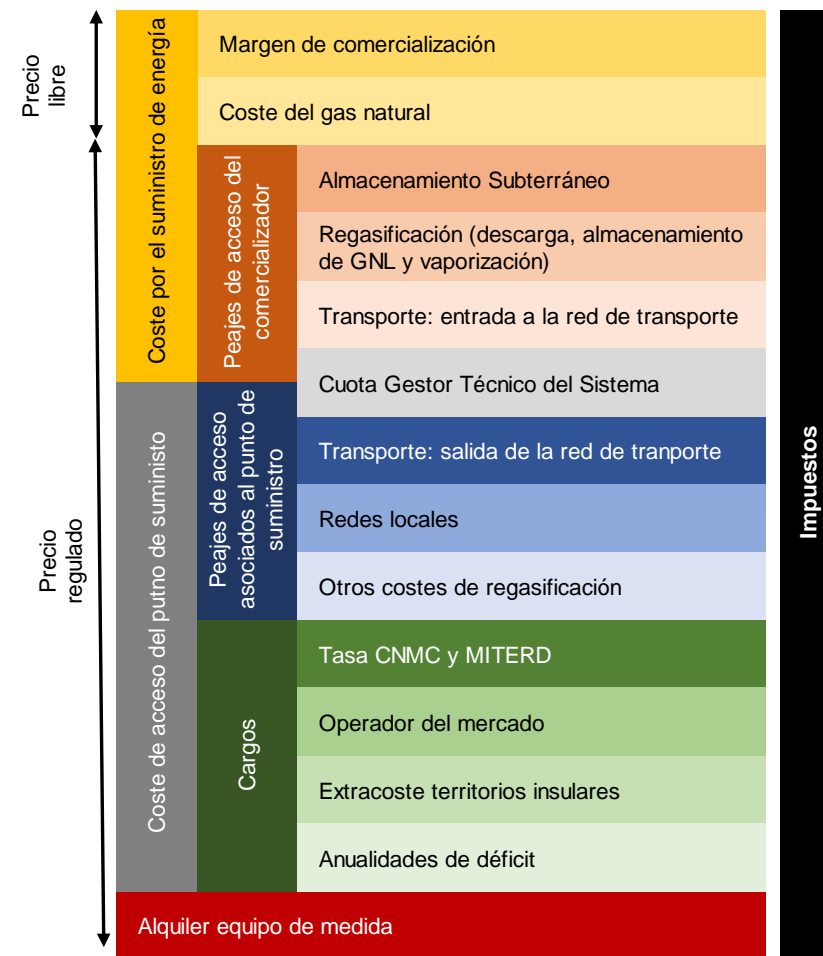 Precio
libre
Precio
regulado
Coste por el suministro de energía
Coste de acceso del putno de suministo
Margen de comercialización
Coste del gas natural
Peajes de acceso del
comercializador
Almacenamiento Subterráneo
Regasificación (descarga, almacenamiento
de GNL y vaporización)
Transporte: entrada a la red de transporte
Cuota Gestor Técnico del Sistema
Peajes de acceso
asociados al punto de
suministro
Transporte: salida de la red de tranporte
Redes locales
Otros costes de regasificación
Cargos
Tasa CNMC y MITERD
Operador del mercado
Extracoste territorios insulares
Anualidades de déficit
Alquiler equipo de medida
Impuestos